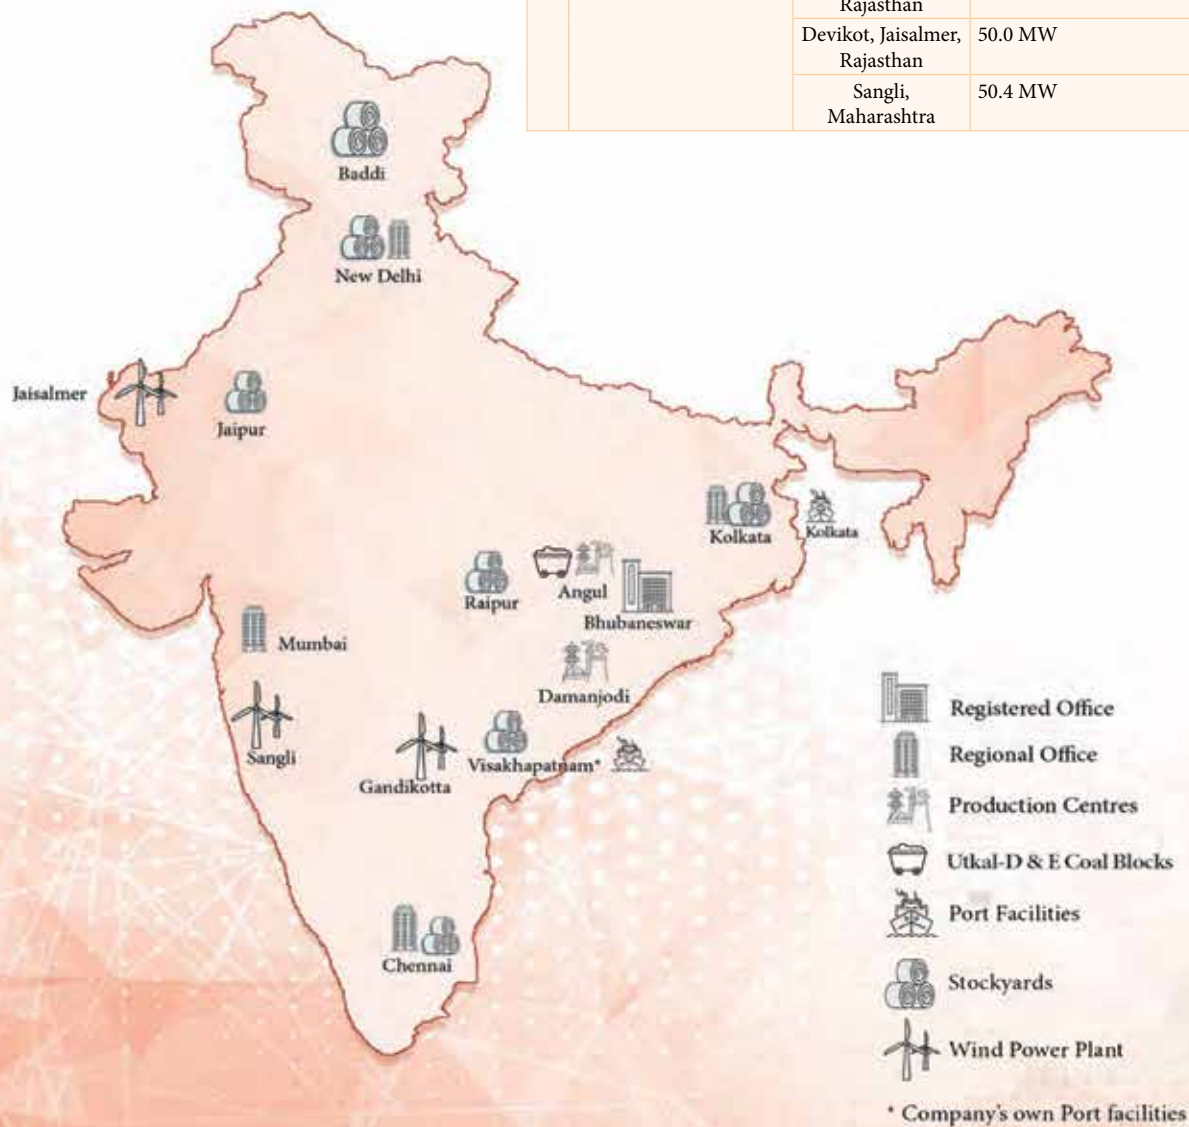 Rajasthan
Devikot, Jaisalmer, 50.0 MW
Rajasthan
Sangli, 50.4 MW
Maharashtra
Baddi
New Delhi
Jaisalmer
Jaipur
Kolkata
Kolkata
Raipur
Angul
Bhubaneswar
Mumbai
Damanjodi
Sangli
Gandikotta
Visakhapatnam*
Chennai
Registered Office
Regional Office
Production Centres
Utkal-D & E Coal Blocks
Port Facilities
Stockyards
Wind Power Plant
* Company's own Port facilities